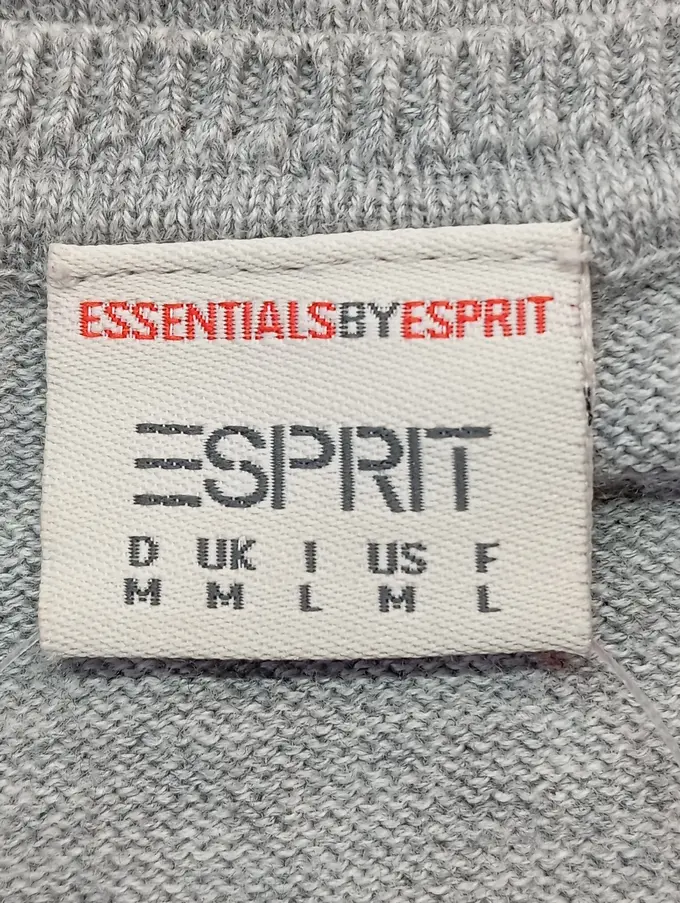 ESSENTIALSBYESPRIT
ESPRIT
D UK I US F
M M L M L